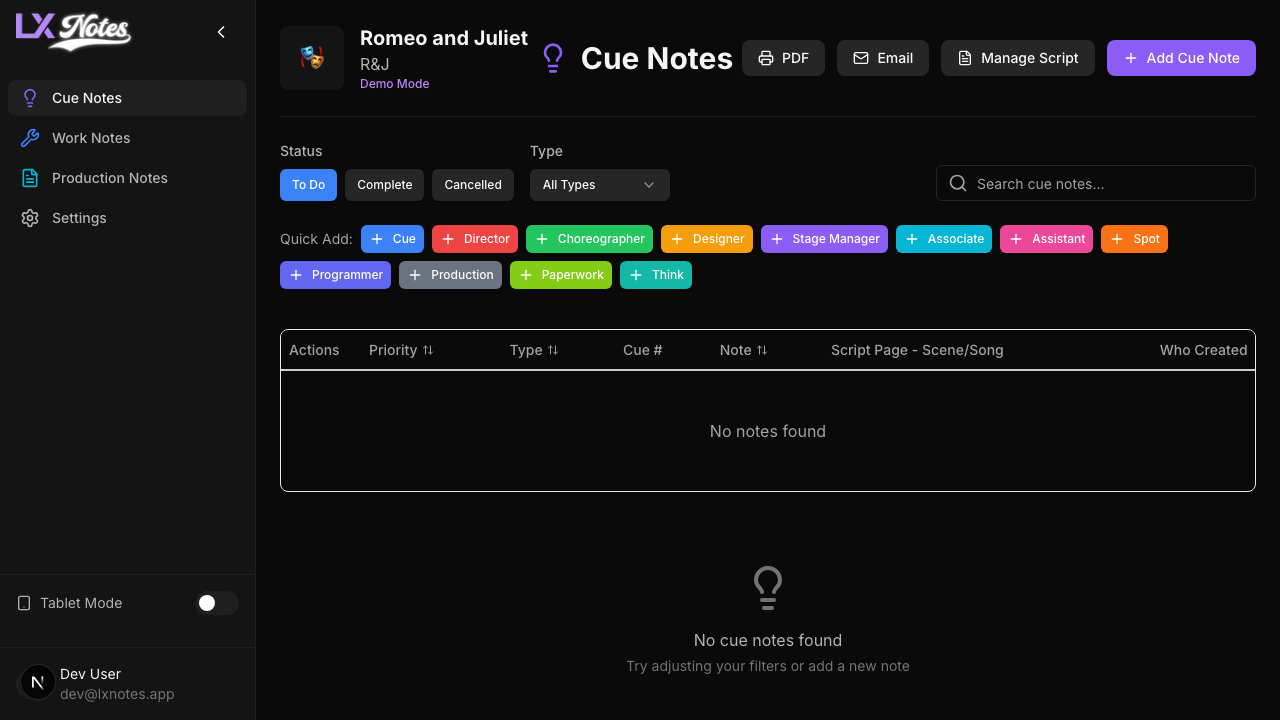 LX Notes
Cue Notes
Work Notes
Production Notes
Settings
Tablet Mode
Dev User
dev@lxnotes.app
Romeo and Juliet
R&J
Demo Mode
Cue Notes
PDF
Email
Manage Script
Add Cue Note
Status
Type
To Do
Complete
Cancelled
All Types
Search cue notes...
Quick Add:
Cue
Director
Choreographer
Designer
Stage Manager
Associate
Assistant
Spot
Programmer
Production
Paperwork
Think
Actions
Priority
Type
Cue #
Note
Script Page - Scene/Song
Who Created
No notes found
No cue notes found
Try adjusting your filters or add a new note